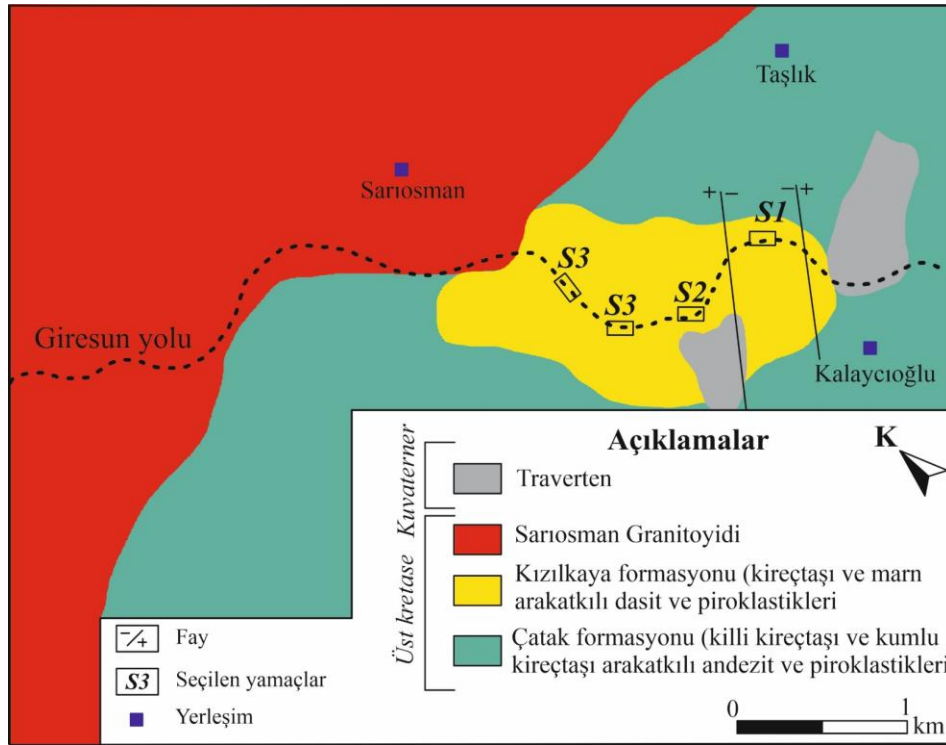 Taşlık
Sarıosman
+ −
− +
S1
S3
S2
S3
Giresun yolu
Kalaycıoğlu
Açıklamalar
K
Kuvaterner
Traverten
Üst kretase
Sarıosman Granitoyidi
Kızılkaya formasyonu (kireçtaşı ve marn
arakatkılı dasit ve piroklastikleri
Çatak formasyonu (killi kireçtaşı ve kumlu
kireçtaşı arakatkılı andezit ve piroklastikleri
−/+ Fay
S3 Seçilen yamaçlar
Yerleşim
0 1
km